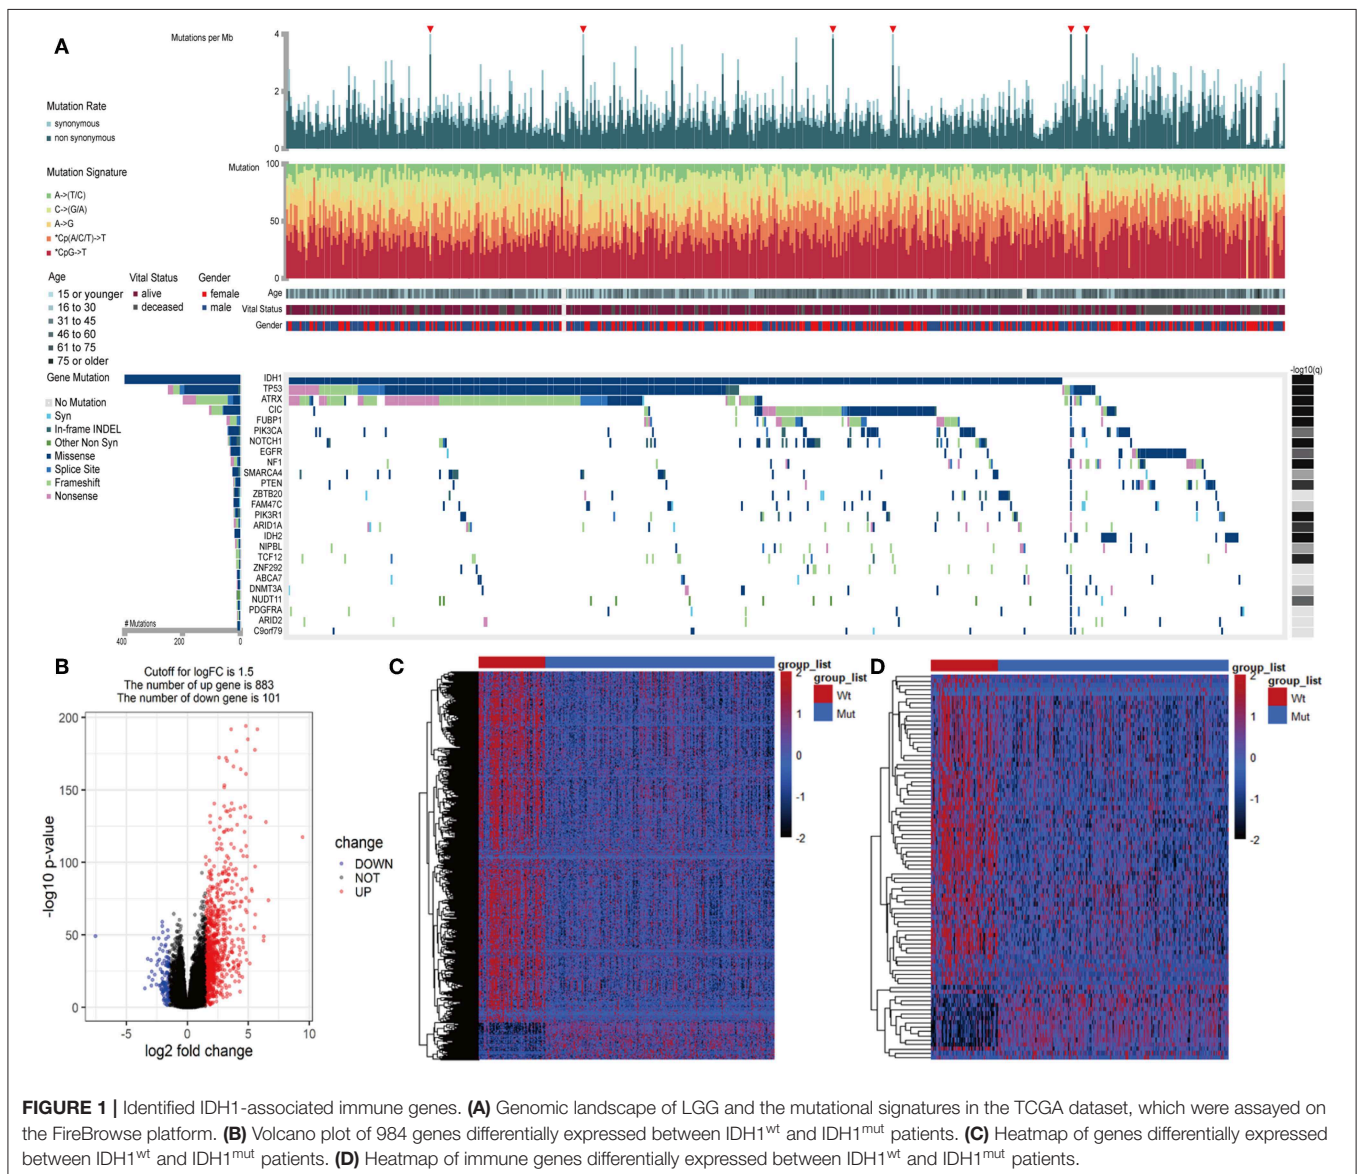 A
Mutations per Mb
4
2
0
Mutation Rate
synonymous
non synonymous
Mutation Signature
A->(T/C)
C->(G/A)
A->G
*Cp(A/C/T)->T
*CpG->T
Mutation
100
50
0
Age
15 or younger
16 to 30
31 to 45
46 to 60
61 to 75
75 or older
Vital Status
alive
deceased
Gender
female
male
Age
Vital Status
Gender
Gene Mutation
No Mutation
Syn
In-frame INDEL
Other Non Syn
Missense
Splice Site
Frameshift
Nonsense
# Mutations
400 200 0
IDH1
TP53
ATRX
CIC
FUBP1
PIK3CA
NOTCH1
EGFR
NF1
SMARCA4
PTEN
ZBTB20
FAM47C
PIK3R1
ARID1A
IDH2
NIPBL
TCF12
ZNF292
ABCA7
DNMT3A
NUDT11
PDGFRA
ARID2
C9orf79
-log10(q)
B
Cutoff for logFC is 1.5
The number of up gene is 883
The number of down gene is 101
200
150
100
50
0
-log10 p-value
-5 0 5 10
log2 fold change
change
DOWN
NOT
UP
C
group_list
2
1
0
-1
-2
group_list
Wt
Mut
D
group_list
2
1
0
-1
-2
group_list
Wt
Mut
FIGURE 1 | Identified IDH1-associated immune genes. (A) Genomic landscape of LGG and the mutational signatures in the TCGA dataset, which were assayed on
the FireBrowse platform. (B) Volcano plot of 984 genes differentially expressed between IDH1wt and IDH1mut patients. (C) Heatmap of genes differentially expressed
between IDH1wt and IDH1mut patients. (D) Heatmap of immune genes differentially expressed between IDH1wt and IDH1mut patients.